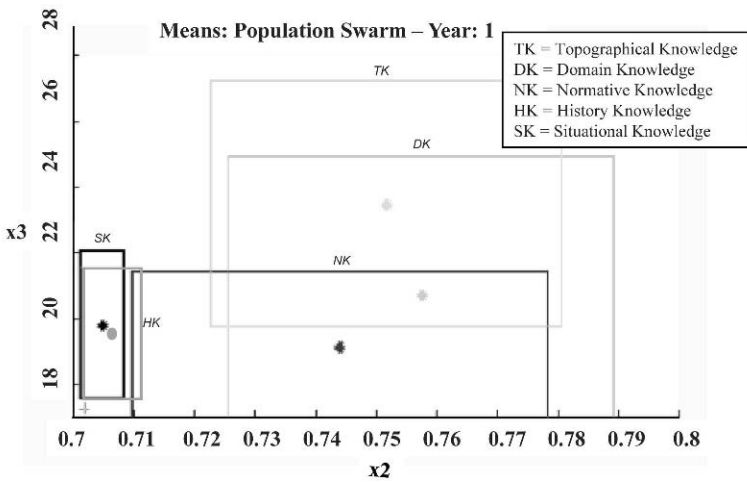 Means: Population Swarm – Year: 1
TK = Topographical Knowledge
DK = Domain Knowledge
NK = Normative Knowledge
HK = History Knowledge
SK = Situational Knowledge
28
26
24
22
20
18
x3
TK
DK
SK
NK
HK
0.7 0.71 0.72 0.73 0.74 0.75 0.76 0.77 0.78 0.79 0.8
x2